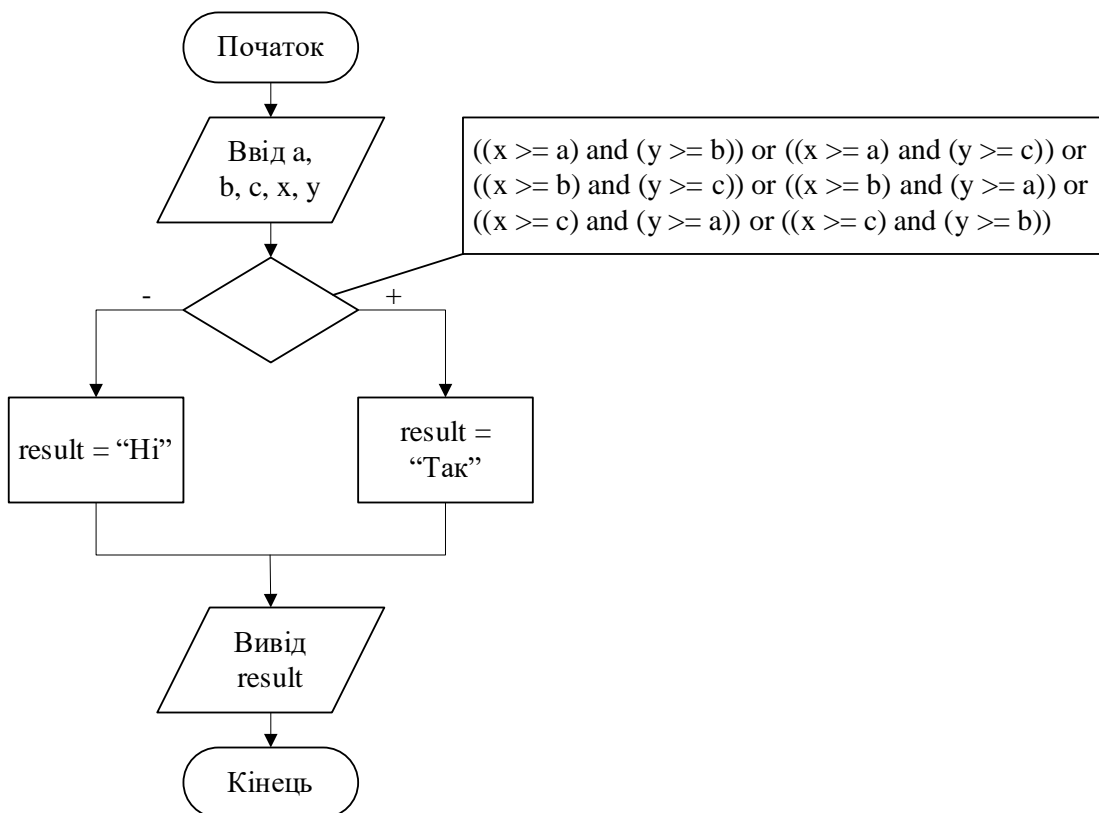 Початок
Ввід a,
b, c, x, y
((x >= a) and (y >= b)) or ((x >= a) and (y >= c)) or
((x >= b) and (y >= c)) or ((x >= b) and (y >= a)) or
((x >= c) and (y >= a)) or ((x >= c) and (y >= b))
-
+
result = “Ні”
result =
“Так”
Вивід
result
Кінець